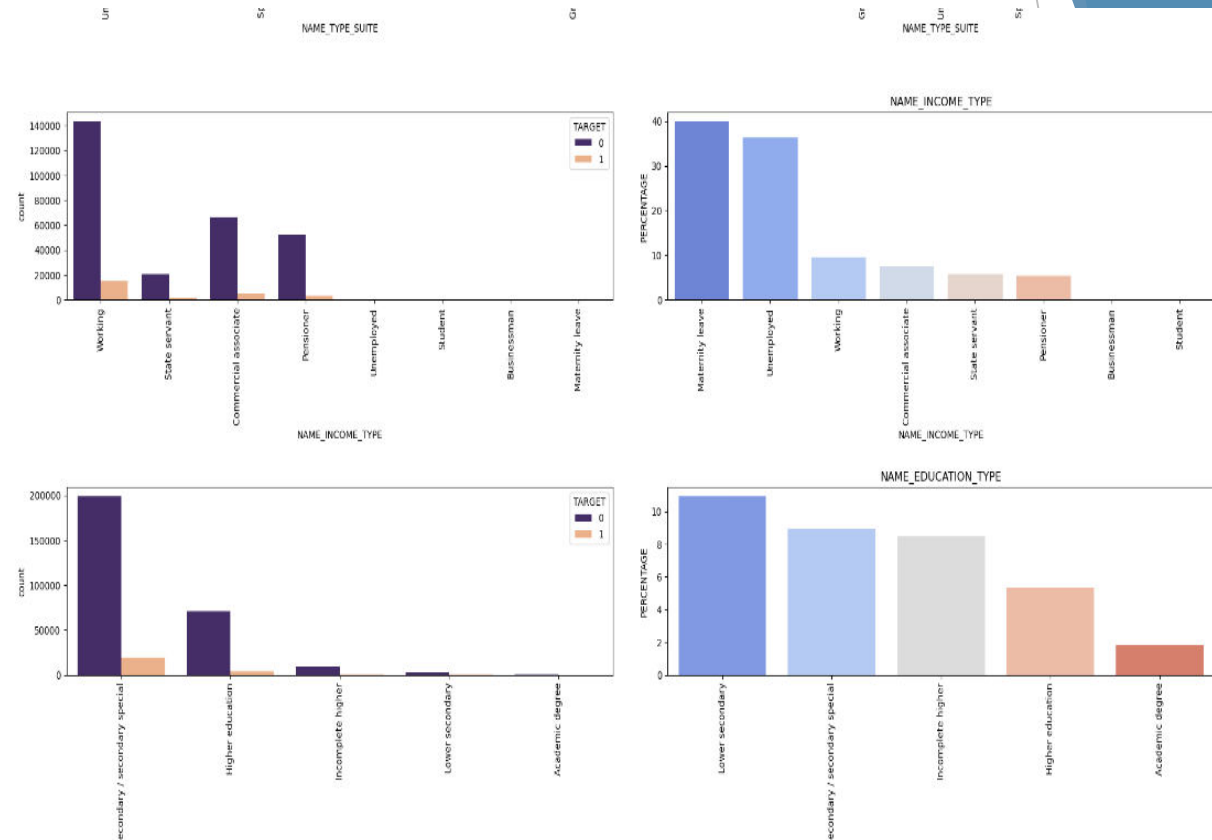 NAME_TYPE_SUITE
NAME_TYPE_SUITE
140000
120000
100000
80000
60000
40000
20000
0
count
TARGET
0
1
Working
State servant
Commercial associate
Pensioner
Unemployed
Student
Businessman
Maternity leave
NAME_INCOME_TYPE
NAME_INCOME_TYPE
40
30
20
10
0
PERCENTAGE
Maternity leave
Unemployed
Working
Commercial associate
State servant
Pensioner
Businessman
Student
NAME_INCOME_TYPE
200000
150000
100000
50000
0
count
TARGET
0
1
econdary / secondary special
Higher education
Incomplete higher
Lower secondary
Academic degree
NAME_EDUCATION_TYPE
10
8
6
4
2
0
PERCENTAGE
Lower secondary
econdary / secondary special
Incomplete higher
Higher education
Academic degree